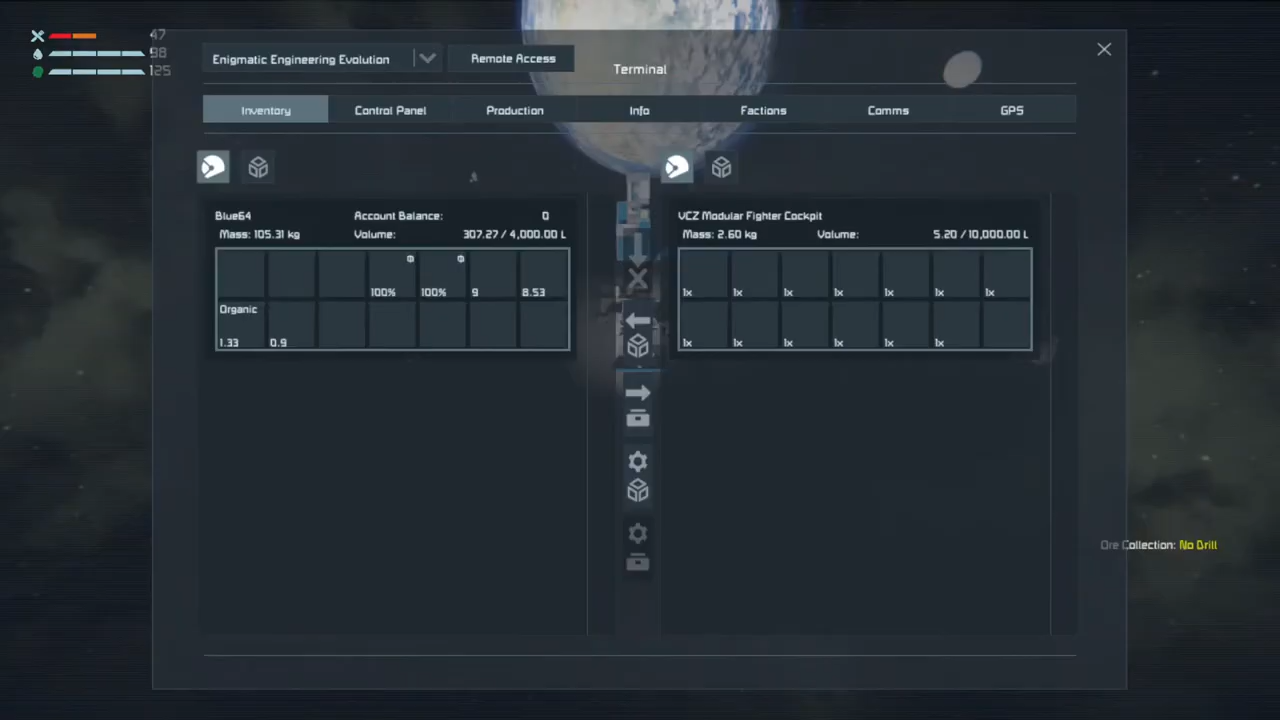 47
98
125
Enigmatic Engineering Evolution
Remote Access
Terminal
Inventory
Control Panel
Production
Info
Factions
Comms
GPS
Blue64
Account Balance: 0
Mass: 105.31 kg
Volume: 307.27 / 4,000.00 L
100%
100%
9
8.53
Organic
1.33
0.9
VCZ Modular Fighter Cockpit
Mass: 2.60 kg
Volume: 5.20 / 10,000.00 L
1x 1x 1x 1x 1x 1x 1x
1x 1x 1x 1x 1x 1x
Ore Collection: No Drill